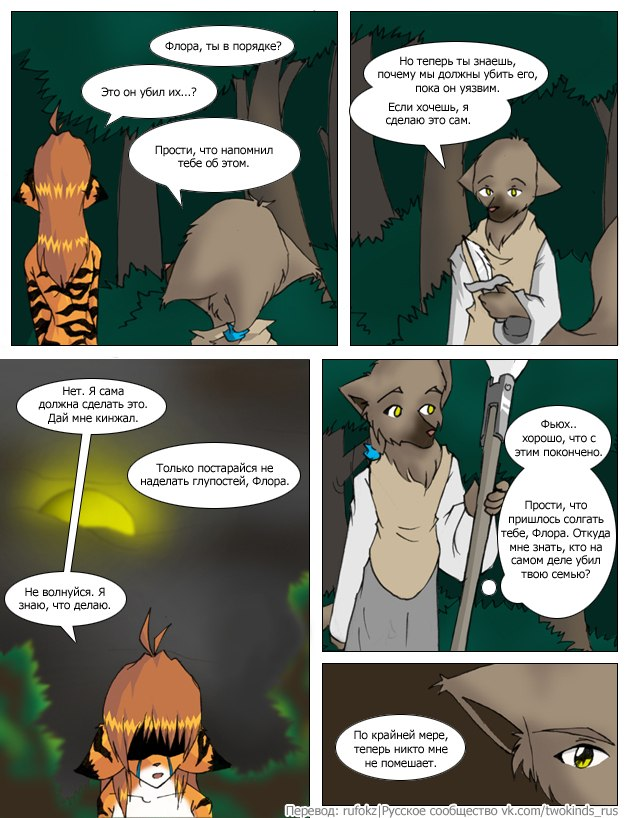 Флора, ты в порядке?
Это он убил их...?
Прости, что напомнил
тебе об этом.
Но теперь ты знаешь,
почему мы должны убить его,
пока он уязвим.
Если хочешь, я
сделаю это сам.
Нет. Я сама
должна сделать это.
Дай мне кинжал.
Только постарайся не
наделать глупостей, Флора.
Не волнуйся. Я
знаю, что делаю.
Фьюх..
хорошо, что с
этим покончено.
Прости, что
пришлось солгать
тебе, Флора. Откуда
мне знать, кто на
самом деле убил
твою семью?
По крайней мере,
теперь никто мне
не помешает.
Перевод: rufokz|Русское сообщество vk.com/twokinds_rus